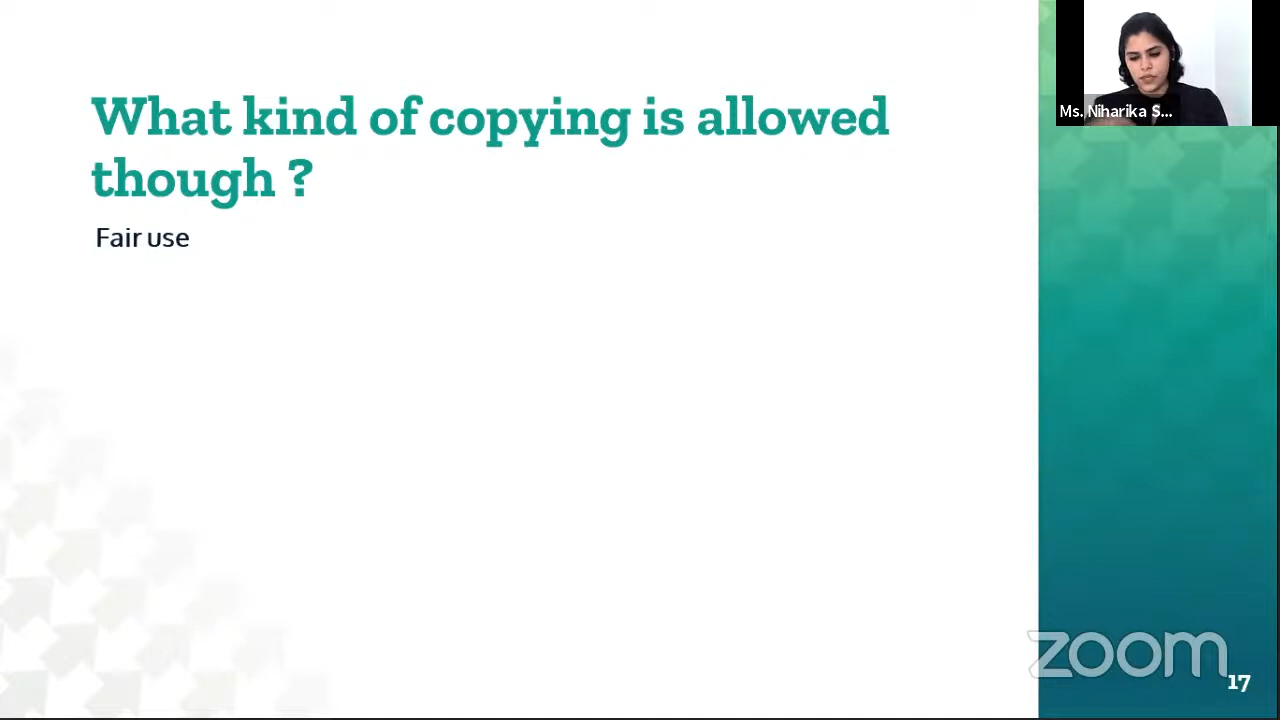 What kind of copying is allowed
though ?
Fair use
Ms. Niharika S...
zoom
17